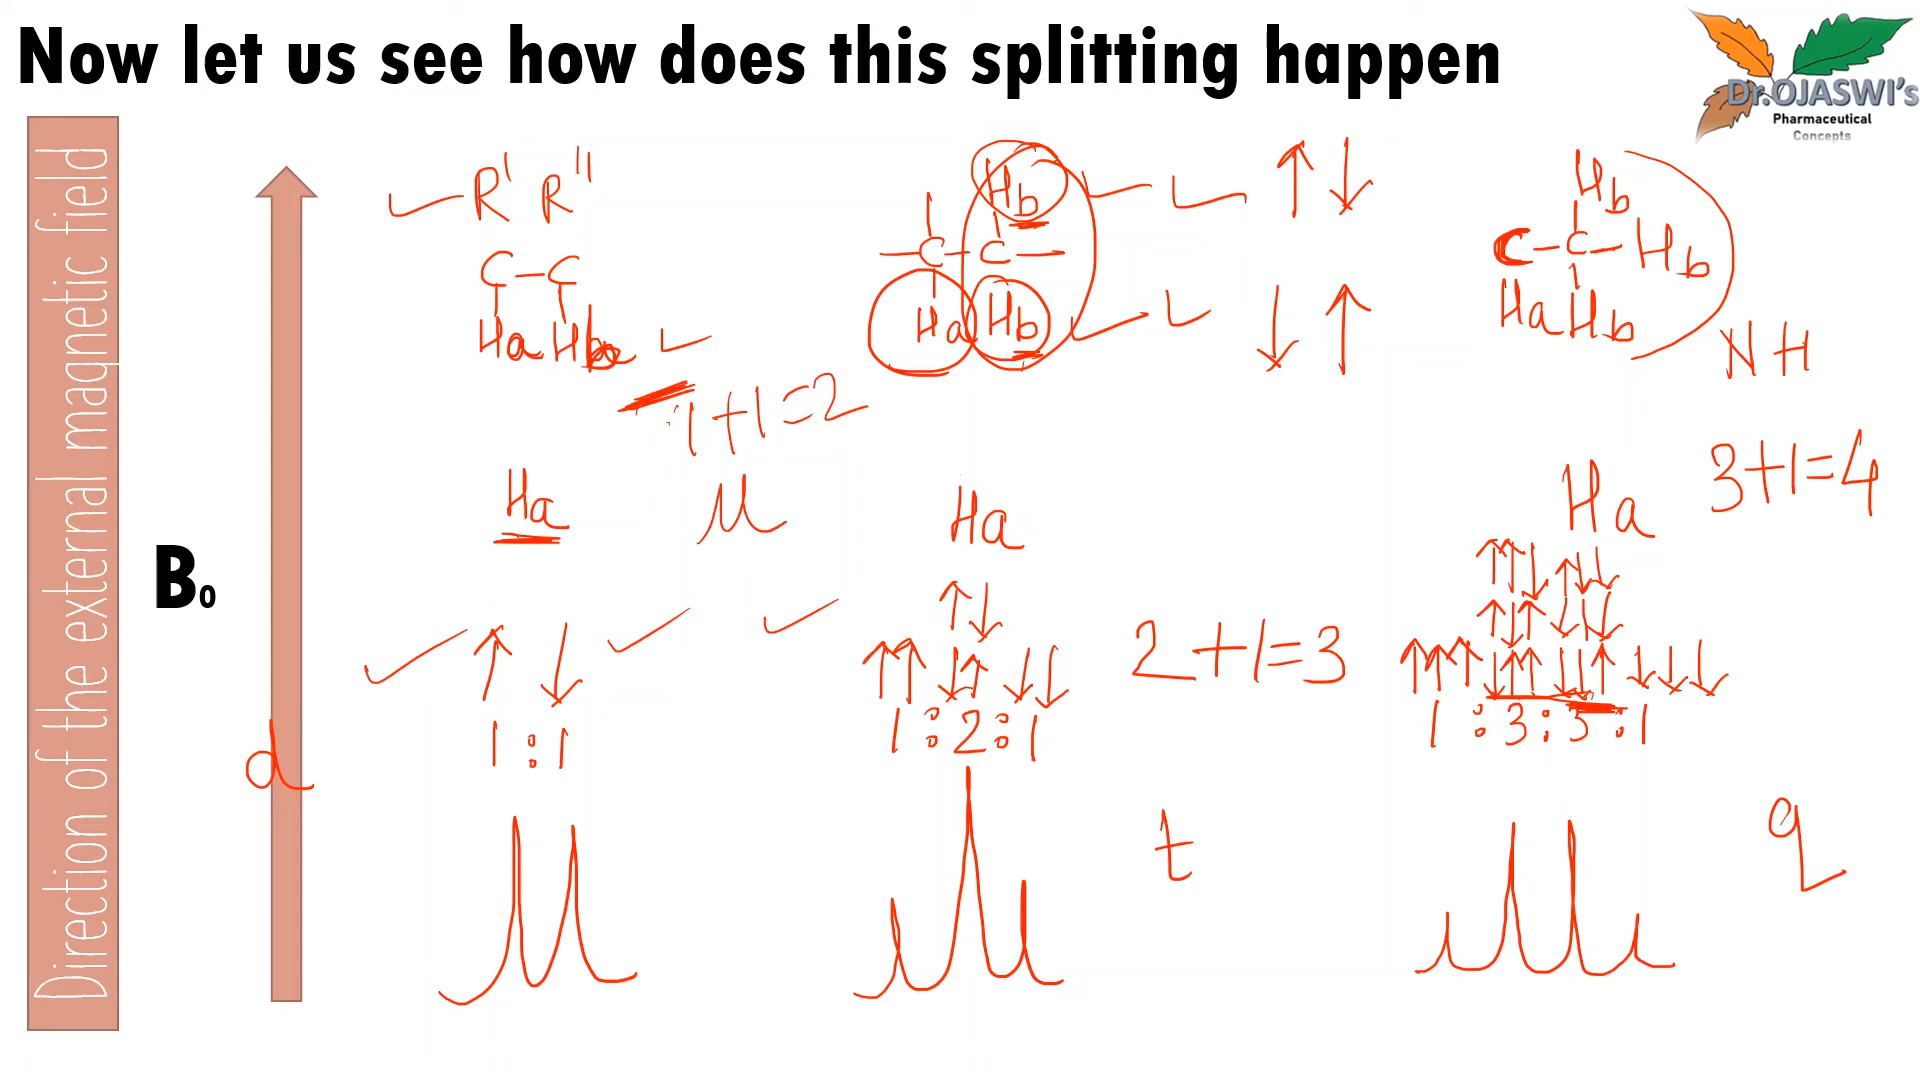 Now let us see how does this splitting happen
Dr.OJASWI's
Pharmaceutical
Concepts
Direction of the external magnetic field
B₀
d
R' R"
C-C
Ha Hb
1+1=2
Ha
1:1
Hb
-C-C-
Ha Hb
Ha
2+1=3
1:2:1
t
Hb
C-C-Hb
Ha Hb
NH
3+1=4
Ha
1:3:3:1
q